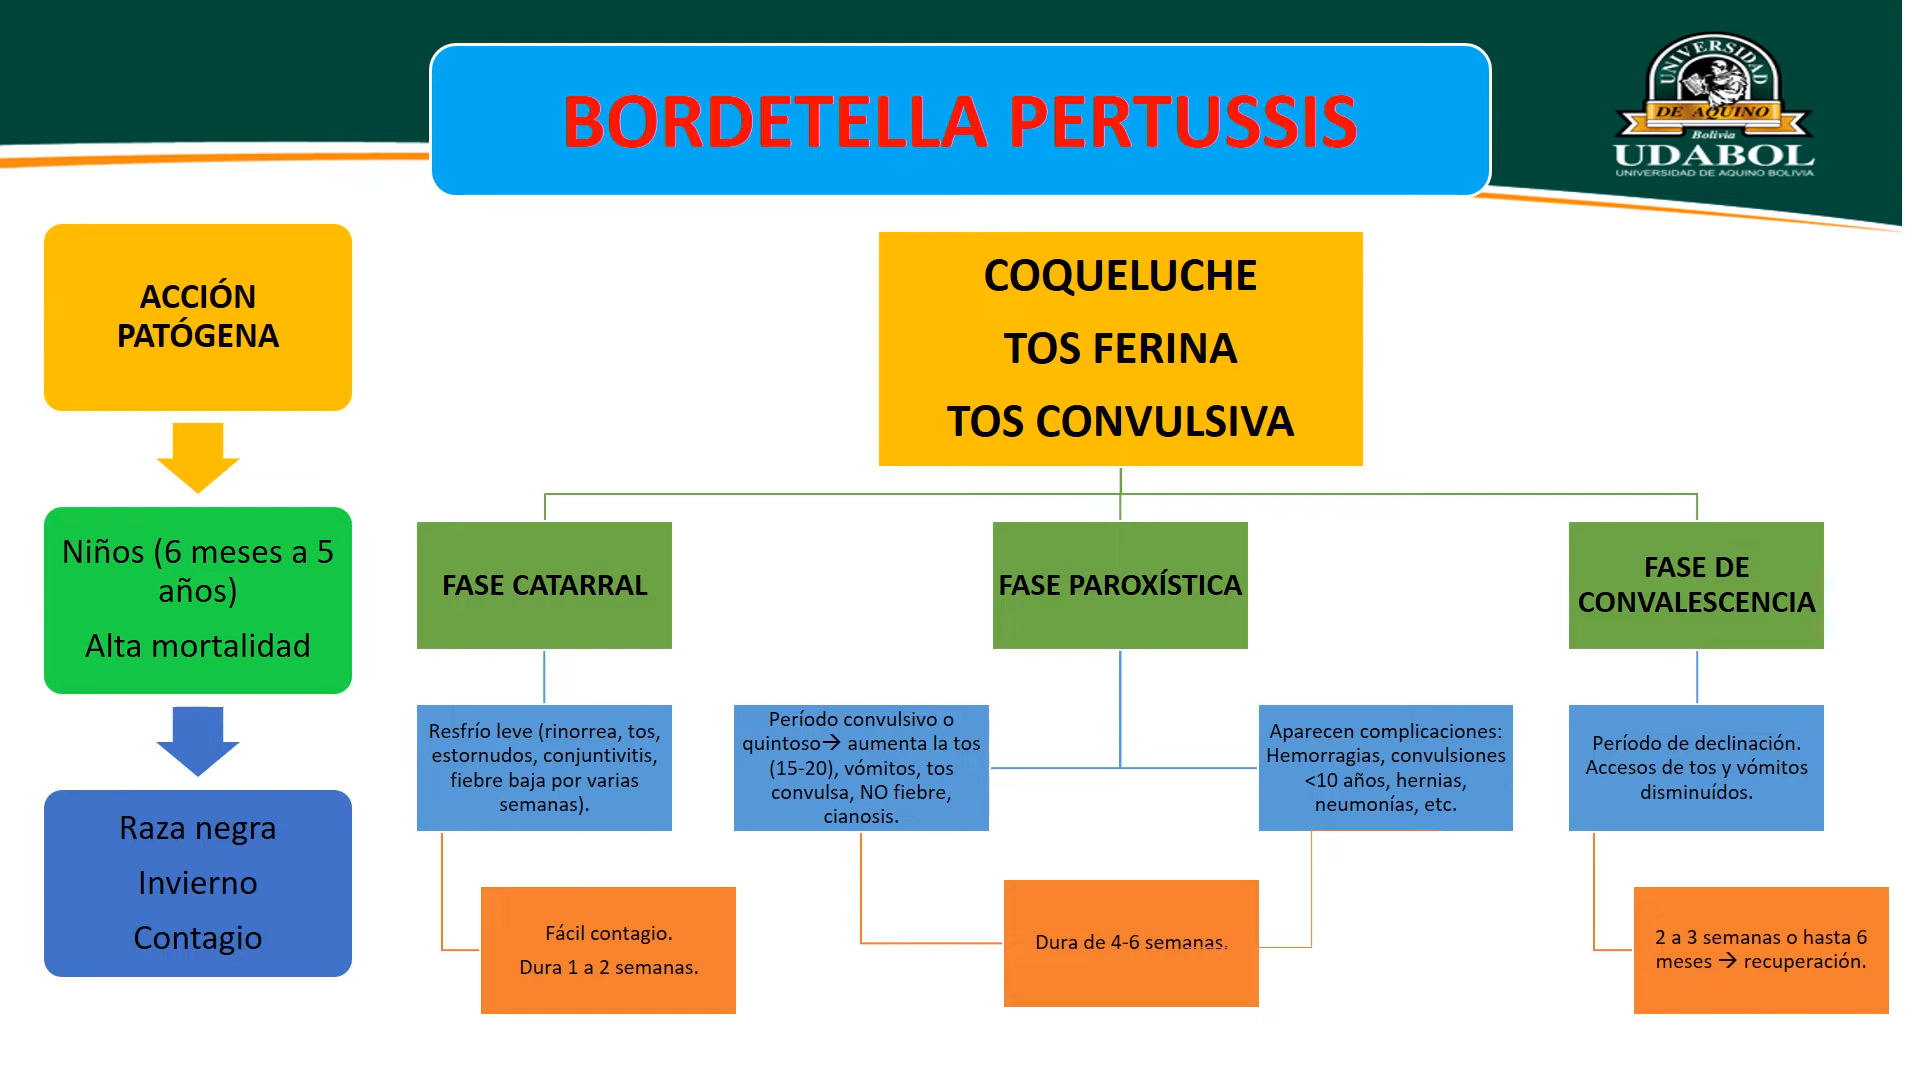 BORDETELLA PERTUSSIS
UNIVERSIDAD
DE AQUINO
Bolivia
UDABOL
UNIVERSIDAD DE AQUINO BOLIVIA
ACCIÓN
PATÓGENA
Niños (6 meses a 5
años)
Alta mortalidad
Raza negra
Invierno
Contagio
COQUELUCHE
TOS FERINA
TOS CONVULSIVA
FASE CATARRAL
Resfrío leve (rinorrea, tos,
estornudos, conjuntivitis,
fiebre baja por varias
semanas).
Fácil contagio.
Dura 1 a 2 semanas.
FASE PAROXÍSTICA
Período convulsivo o
quintoso→ aumenta la tos
(15-20), vómitos, tos
convulsa, NO fiebre,
cianosis.
Aparecen complicaciones:
Hemorragias, convulsiones
<10 años, hernias,
neumonías, etc.
Dura de 4-6 semanas.
FASE DE
CONVALESCENCIA
Período de declinación.
Accesos de tos y vómitos
disminuídos.
2 a 3 semanas o hasta 6
meses → recuperación.